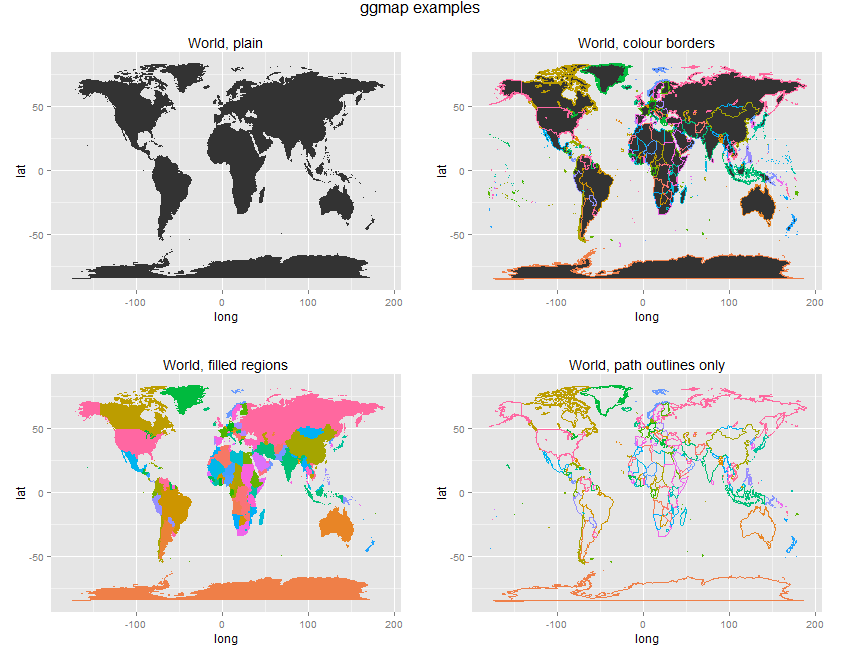 ggmap examples
World, plain
World, colour borders
lat
50
0
-50
-100
0
100
200
long
lat
50
0
-50
-100
0
100
200
long
World, filled regions
World, path outlines only
lat
50
0
-50
-100
0
100
200
long
lat
50
0
-50
-100
0
100
200
long